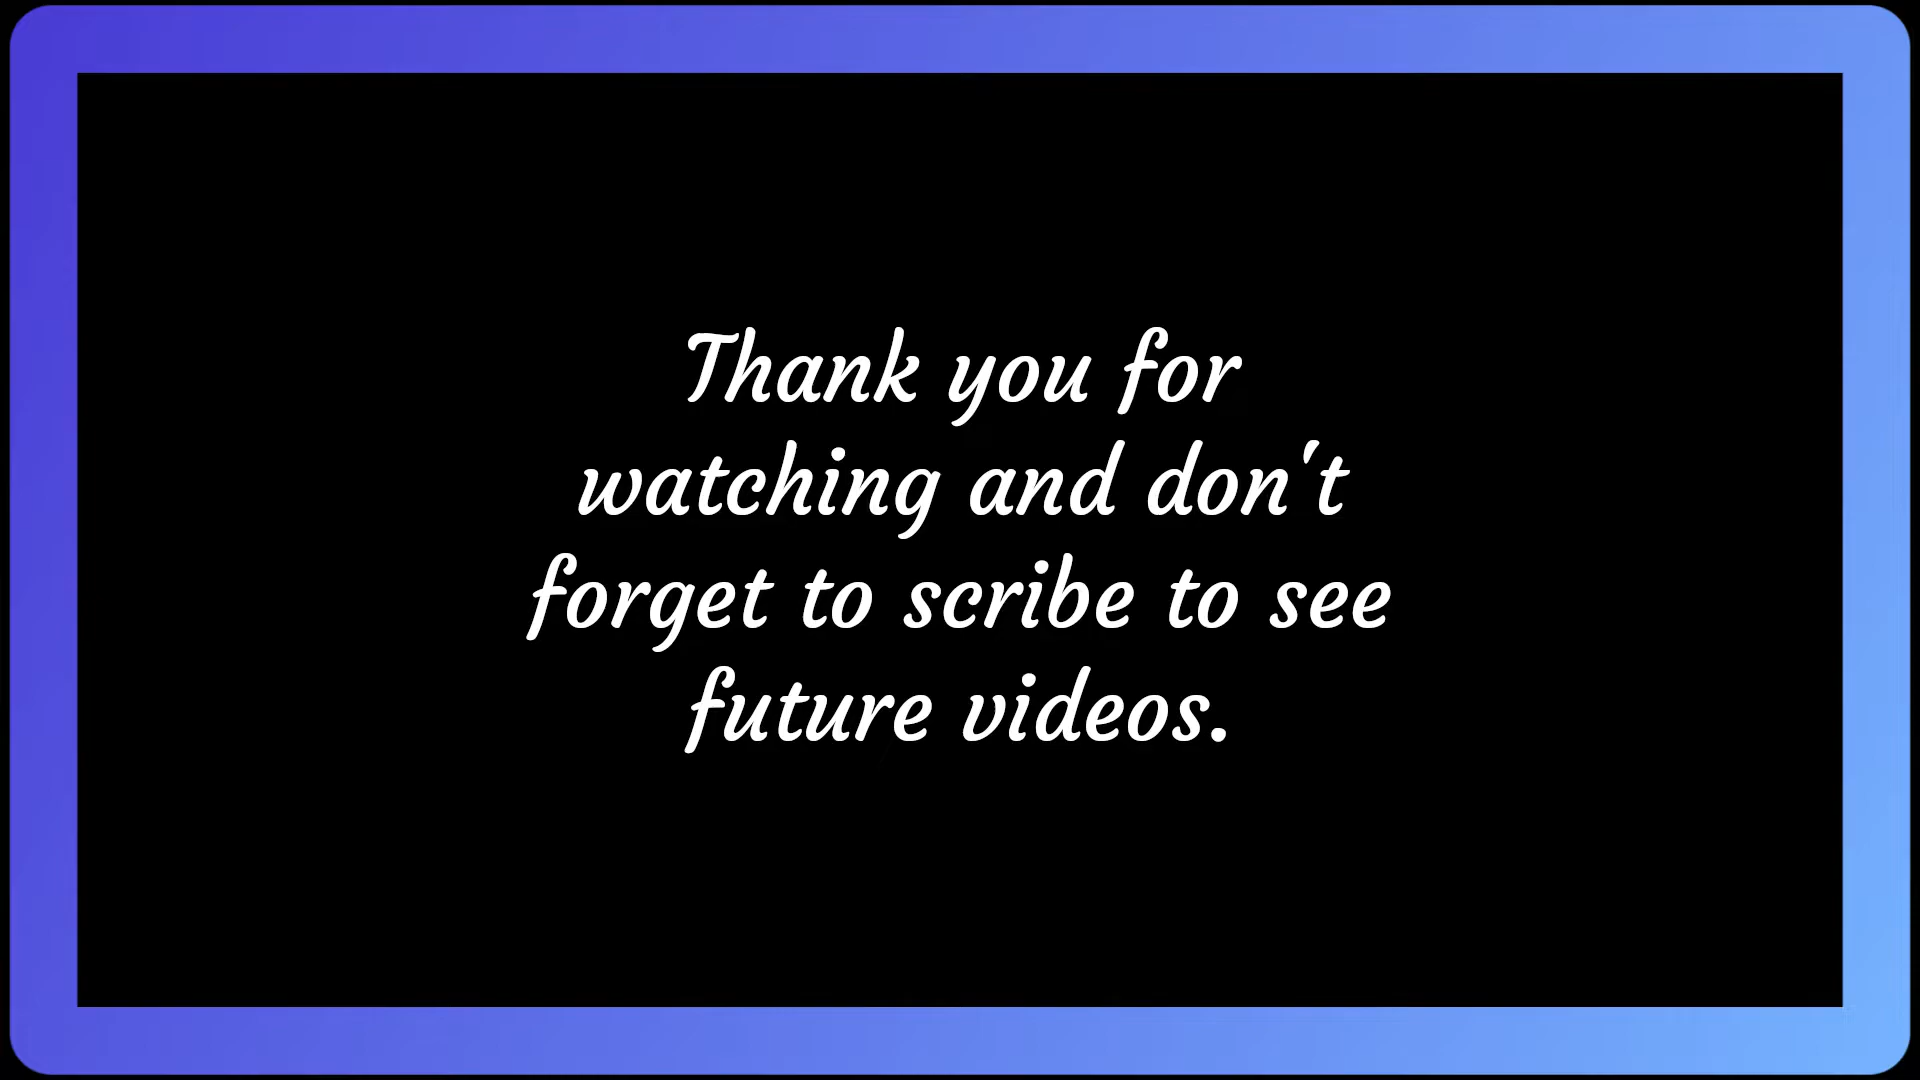 Thank you for
watching and don't
forget to scribe to see
future videos.